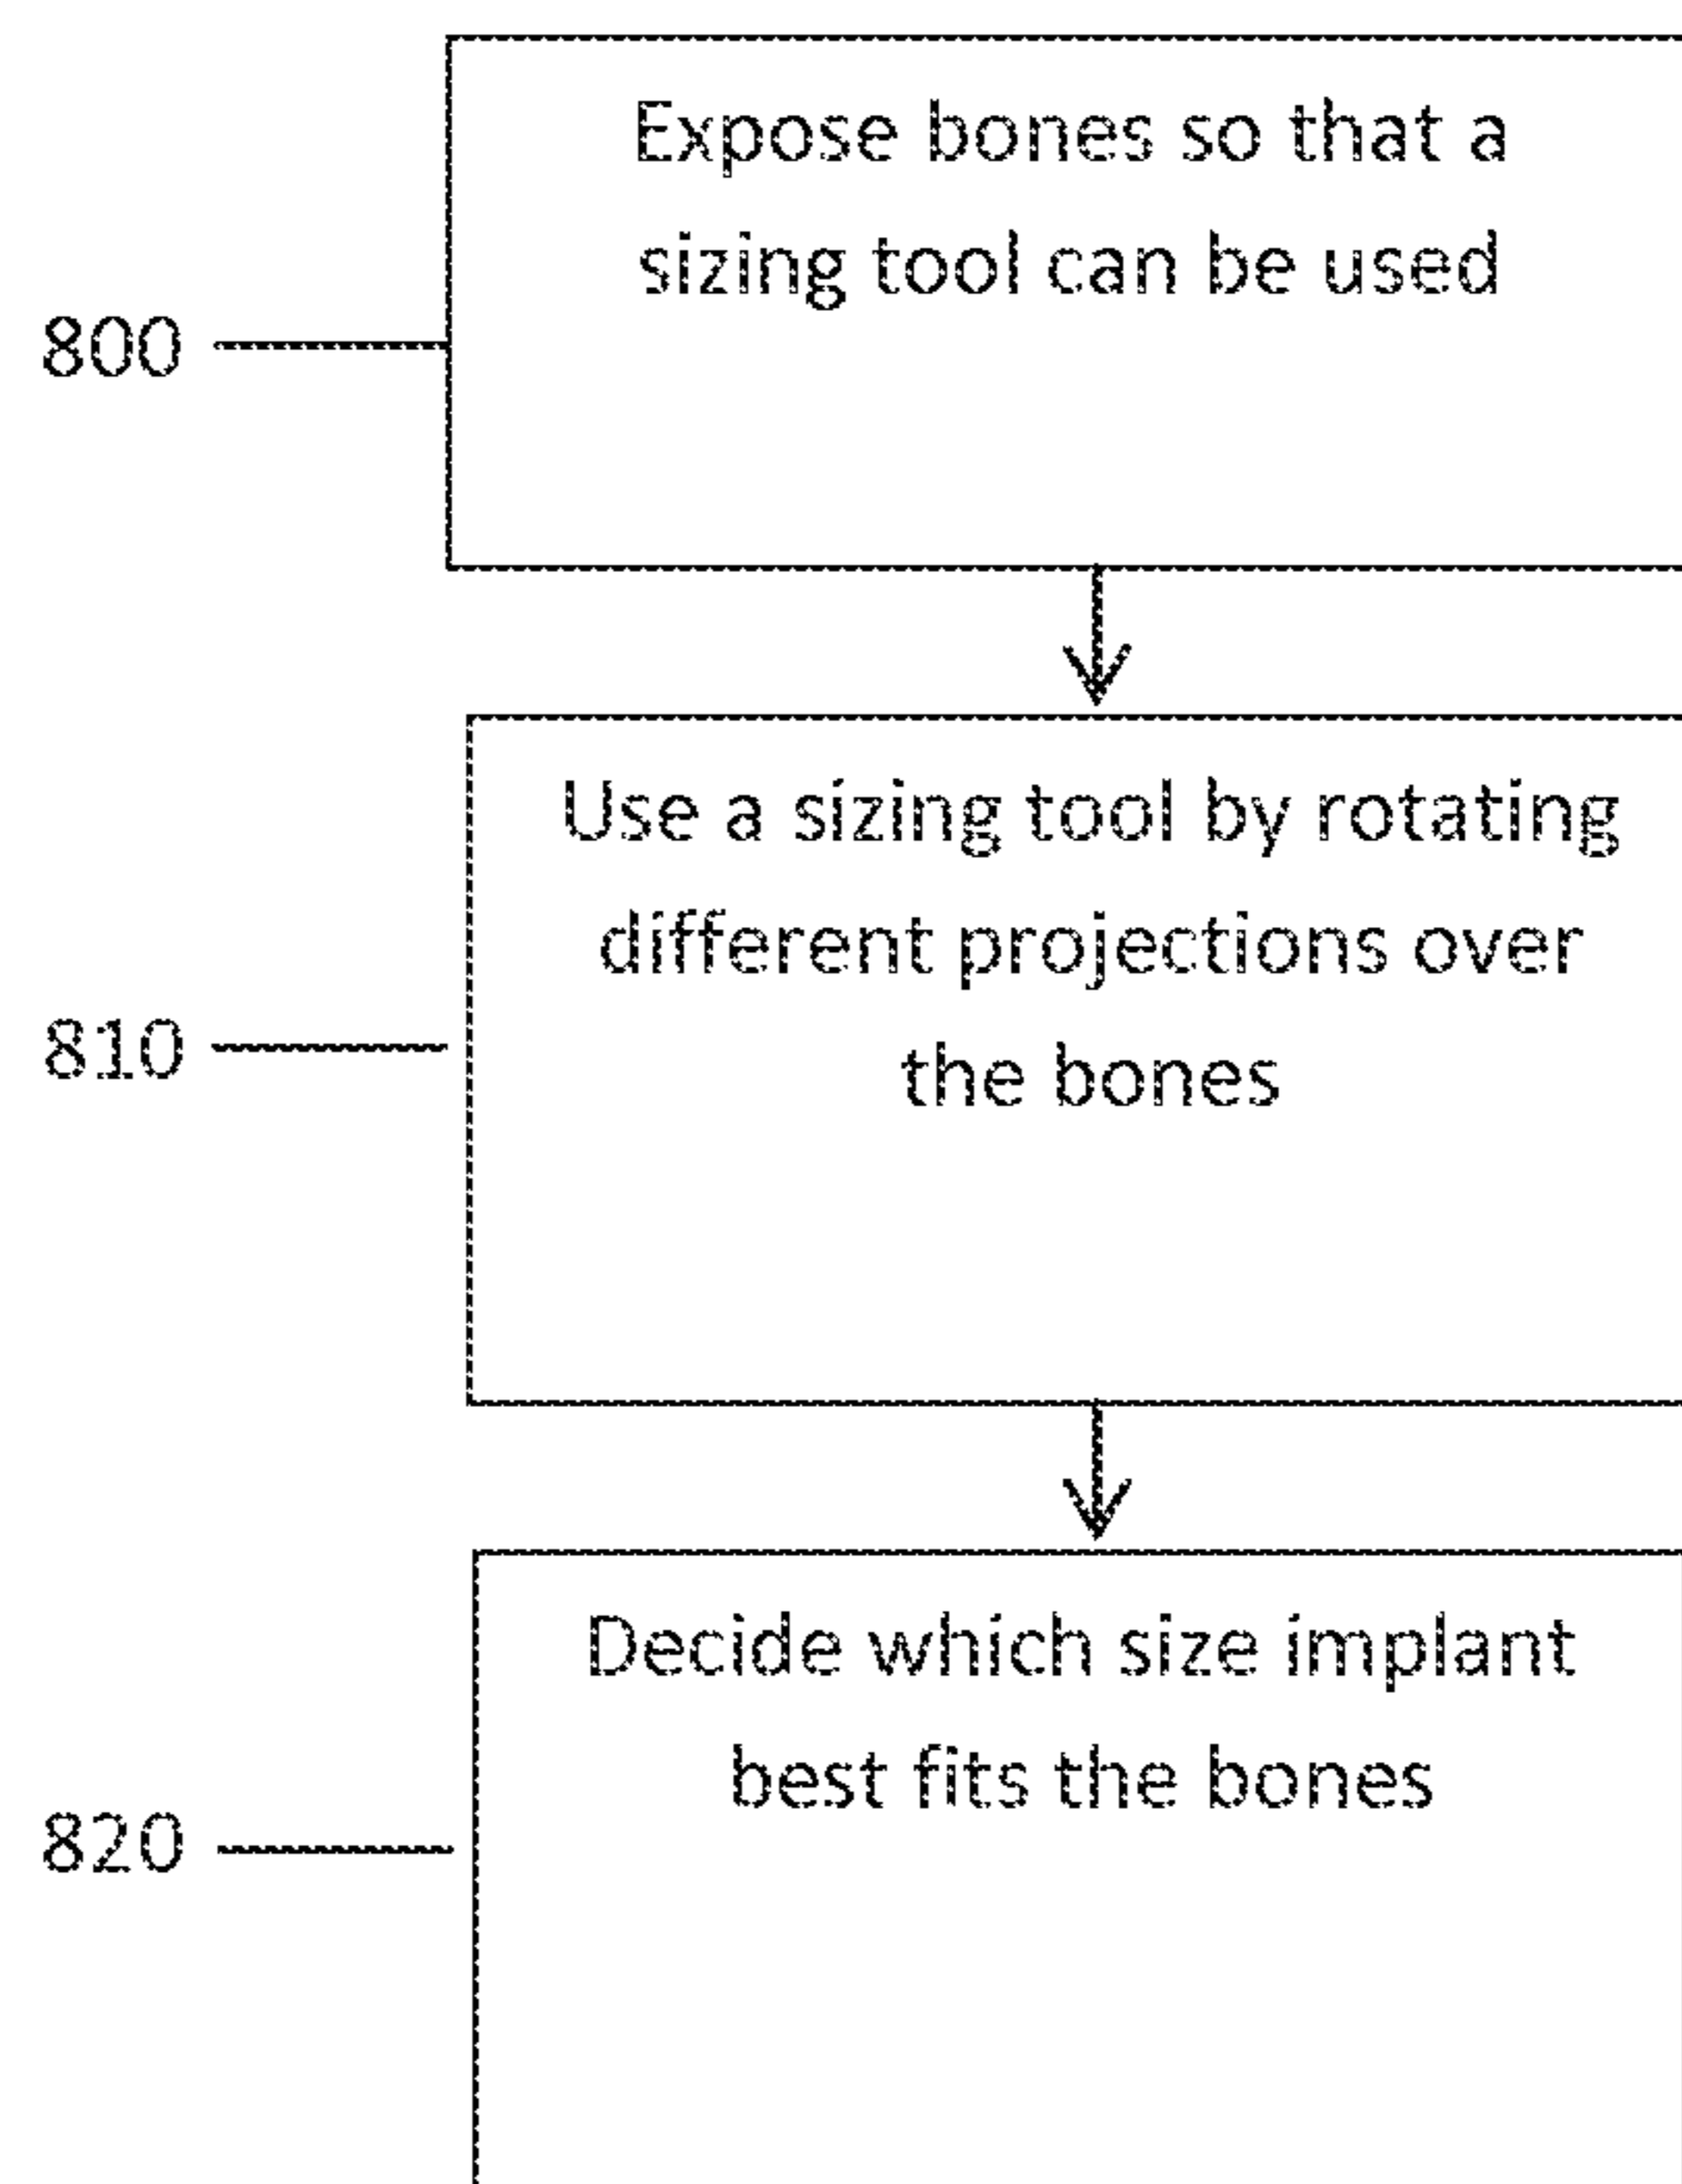 Expose bones so that a
sizing tool can be used
800
Use a sizing tool by rotating
different projections over
the bones
810
Decide which size implant
best fits the bones
820